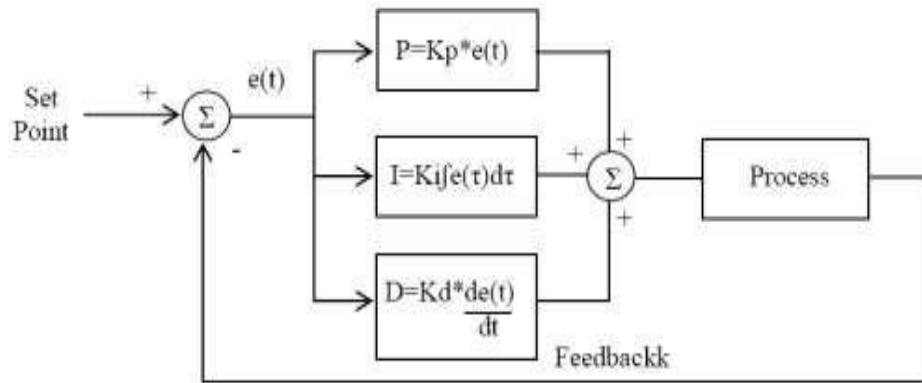 P=Kp*e(t)
e(t)
Set
Point
+
Σ
-
I=Ki∫e(τ)dτ
+
+
Σ
+
Process
D=Kd*de(t)
dt
Feedbackk